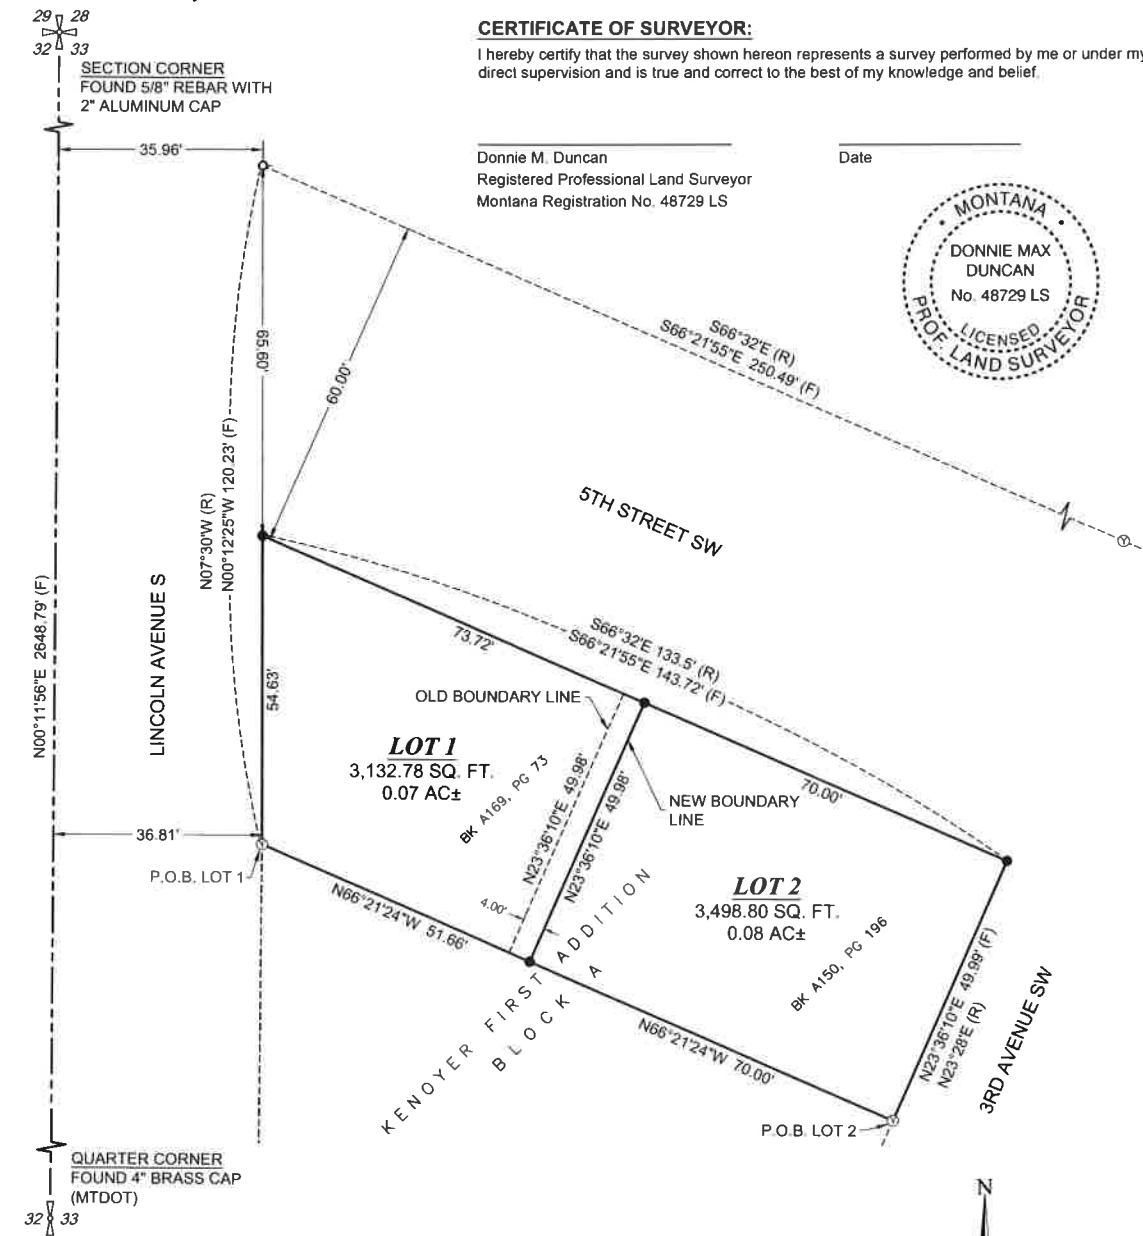 29 28
32 33
SECTION CORNER
FOUND 5/8" REBAR WITH
2" ALUMINUM CAP
CERTIFICATE OF SURVEYOR:
I hereby certify that the survey shown hereon represents a survey performed by me or under my
direct supervision and is true and correct to the best of my knowledge and belief.
Donnie M. Duncan
Registered Professional Land Surveyor
Montana Registration No. 48729 LS
Date
MONTANA
DONNIE MAX
DUNCAN
No. 48729 LS
LICENSED
PROF. LAND SURVEYOR
35.96'
65.60'
60.00'
S66°32'E (R)
S66°21'55"E 250.49' (F)
5TH STREET SW
N07°30'W (R)
N00°12'25"W 120.23' (F)
N00°11'56"E 2648.79' (F)
LINCOLN AVENUE S
54.63'
73.72'
S66°32'E 133.5' (R)
S66°21'55"E 143.72' (F)
OLD BOUNDARY LINE
LOT 1
3,132.78 SQ. FT.
0.07 AC±
BK A169, PG 73
N23°36'10"E 49.98'
N23°36'10"E 49.98'
NEW BOUNDARY
LINE
70.00'
36.81'
P.O.B. LOT 1
N66°21'24"W 51.66'
4.00'
LOT 2
3,498.80 SQ. FT.
0.08 AC±
BK A150, PG 196
KENOYER FIRST ADDITION
BLOCK A
N66°21'24"W 70.00'
N23°36'10"E 49.99' (F)
N23°28'E (R)
3RD AVENUE SW
P.O.B. LOT 2
QUARTER CORNER
FOUND 4" BRASS CAP
(MTDOT)
32 33
N
Y
Y
Y